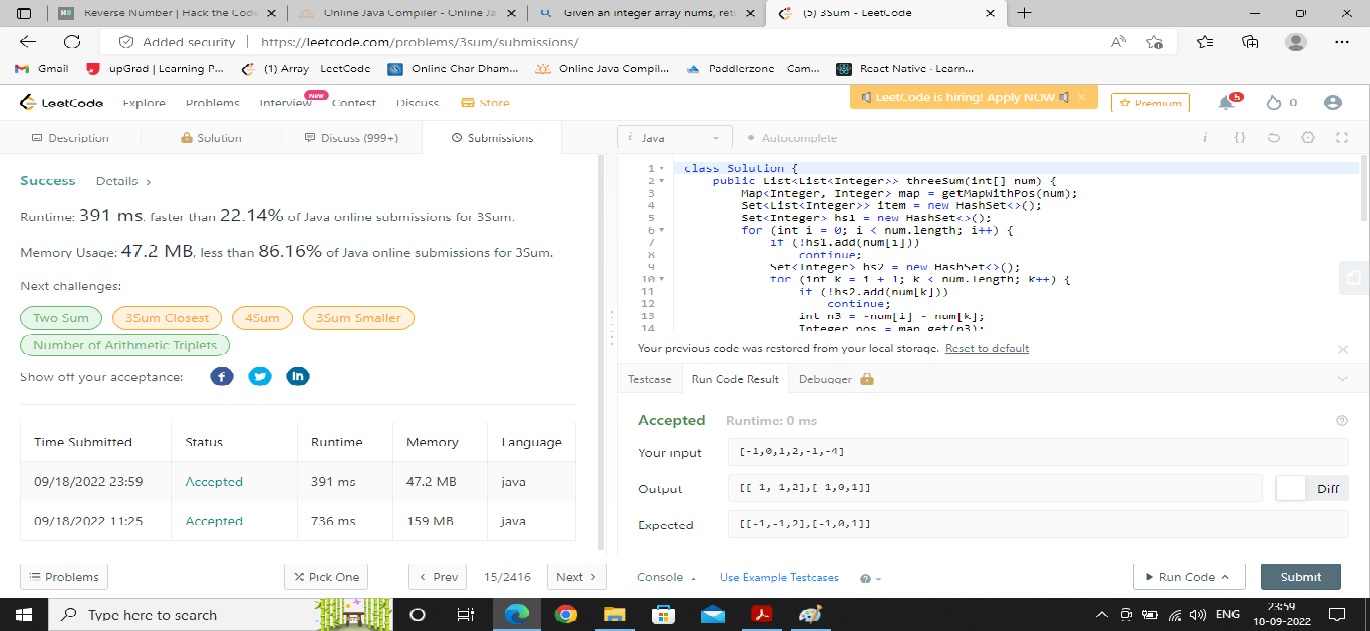 Reverse Number | Hack the Code
Online Java Compiler - Online Ja
Given an integer array nums, ret
(5) 3Sum - LeetCode
Added security
https://leetcode.com/problems/3sum/submissions/
Gmail
upGrad | Learning P...
(1) Array LeetCode
Online Char Dham...
Online Java Compil...
Paddlerzone Cam...
React Native - Learn...
LeetCode
Explore
Problems
Interview
New
Contest
Discuss
Store
LeetCode is hiring! Apply NOW.
Premium
5
0
Description
Solution
Discuss (999+)
Submissions
i Java
Autocomplete
Success
Details >
Runtime: 391 ms, faster than 22.14% of Java online submissions for 3Sum.
Memory Usage: 47.2 MB, less than 86.16% of Java online submissions for 3Sum.
Next challenges:
Two Sum
3Sum Closest
4Sum
3Sum Smaller
Number of Arithmetic Triplets
Show off your acceptance:
Time Submitted Status Runtime Memory Language
09/18/2022 23:59 Accepted 391 ms 47.2 MB java
09/18/2022 11:25 Accepted 736 ms 159 MB java
Problems
Pick One
< Prev
15/2416
Next >
1 class Solution {
2 public List<List<Integer>> threeSum(int[] num) {
3 Map<Integer, Integer> map = getMapWithPos(num);
4 Set<List<Integer>> item = new HashSet<>();
5 Set<Integer> hs1 = new HashSet<>();
6 for (int i = 0; i < num.length; i++) {
7 if (!hs1.add(num[i]))
8 continue;
9 Set<Integer> hs2 = new HashSet<>();
10 for (int k = i + 1; k < num.length; k++) {
11 if (!hs2.add(num[k]))
12 continue;
13 int n3 = -num[i] - num[k];
14 Integer pos = map.get(n3);
Your previous code was restored from your local storage. Reset to default
Testcase
Run Code Result
Debugger
Accepted
Runtime: 0 ms
Your input
[-1,0,1,2,-1,-4]
Output
[[-1,-1,2],[-1,0,1]]
Diff
Expected
[[-1,-1,2],[-1,0,1]]
Console
Use Example Testcases
Run Code
Submit
Type here to search
ENG
23:59
18-09-2022